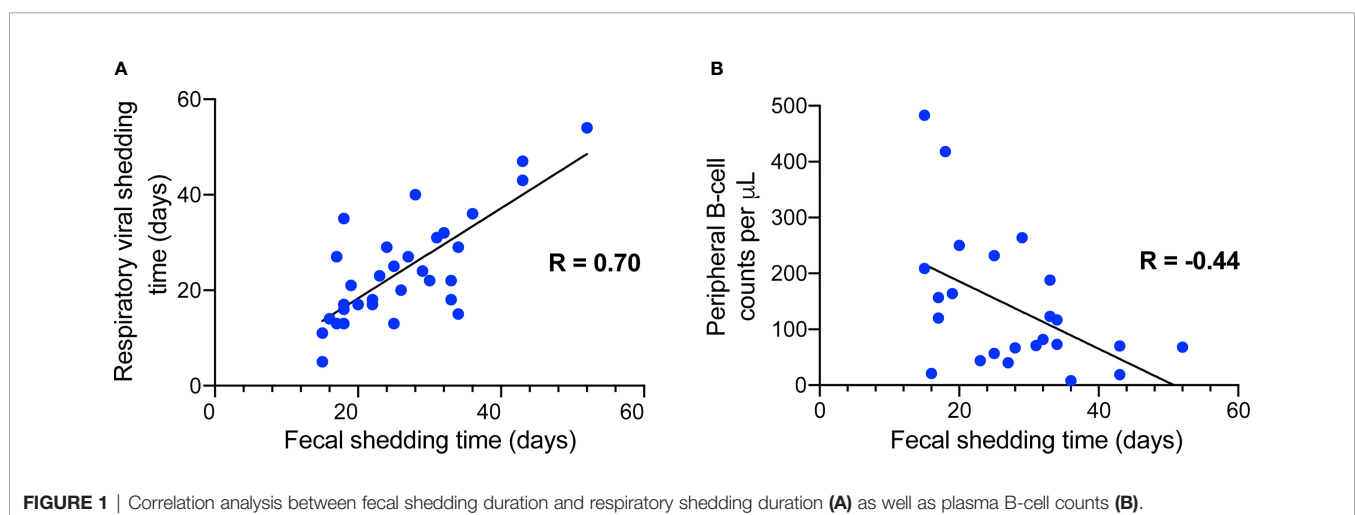 A
Respiratory viral shedding
time (days)
60
40
20
0
0 20 40 60
Fecal shedding time (days)
R = 0.70
B
Peripheral B-cell
counts per μL
500
400
300
200
100
0
0 20 40 60
Fecal shedding time (days)
R = -0.44
FIGURE 1 | Correlation analysis between fecal shedding duration and respiratory shedding duration (A) as well as plasma B-cell counts (B).